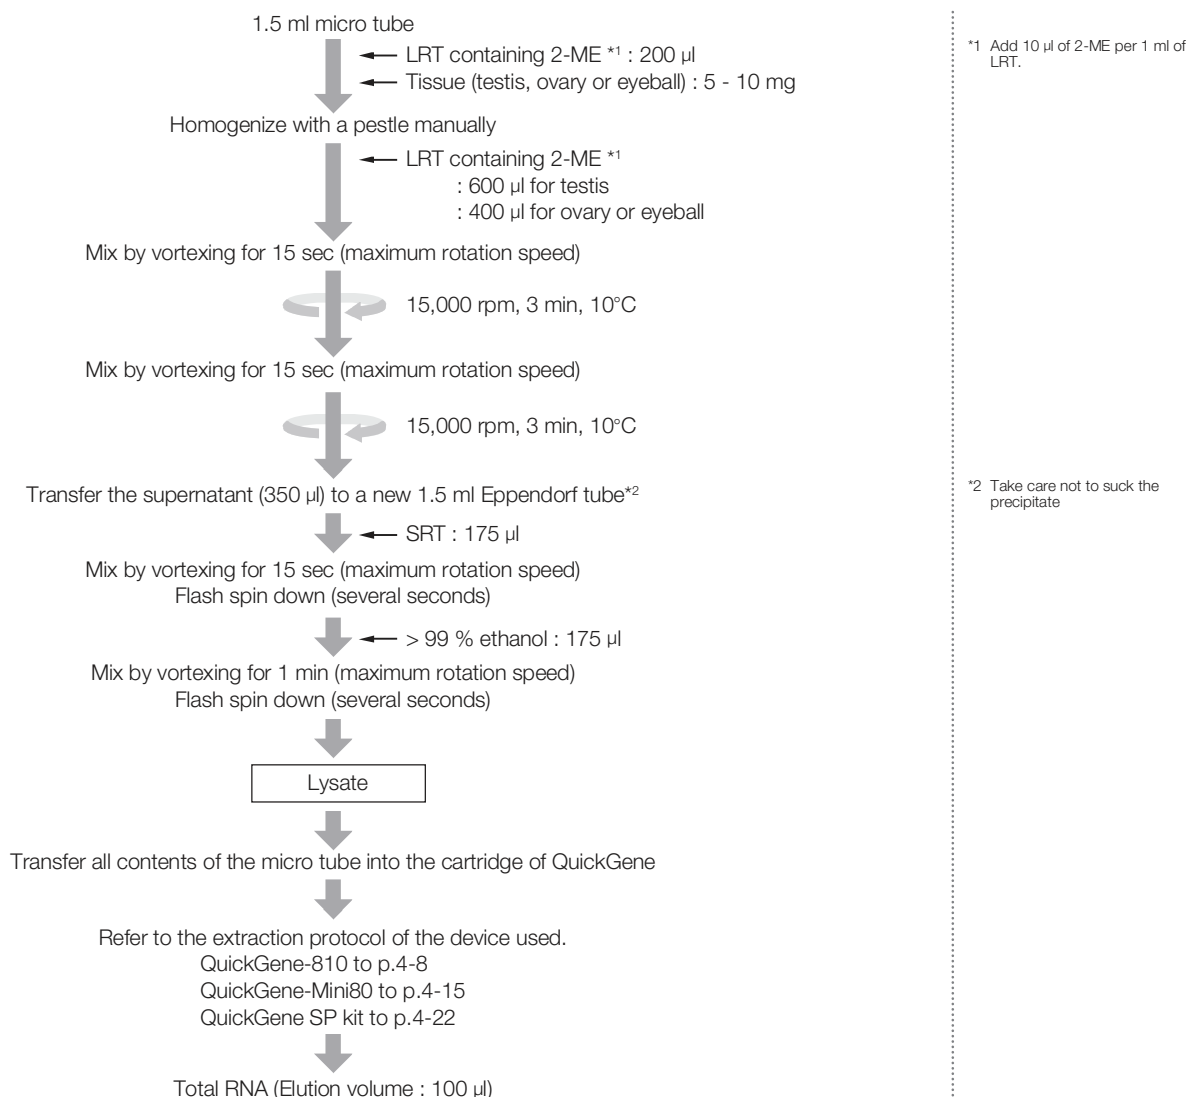 1.5 ml micro tube
LRT containing 2-ME *1 : 200 µl
Tissue (testis, ovary or eyeball) : 5 - 10 mg
Homogenize with a pestle manually
LRT containing 2-ME *1
: 600 µl for testis
: 400 µl for ovary or eyeball
Mix by vortexing for 15 sec (maximum rotation speed)
15,000 rpm, 3 min, 10°C
Mix by vortexing for 15 sec (maximum rotation speed)
15,000 rpm, 3 min, 10°C
Transfer the supernatant (350 µl) to a new 1.5 ml Eppendorf tube*2
SRT : 175 µl
Mix by vortexing for 15 sec (maximum rotation speed)
Flash spin down (several seconds)
> 99 % ethanol : 175 µl
Mix by vortexing for 1 min (maximum rotation speed)
Flash spin down (several seconds)
Lysate
Transfer all contents of the micro tube into the cartridge of QuickGene
Refer to the extraction protocol of the device used.
QuickGene-810 to p.4-8
QuickGene-Mini80 to p.4-15
QuickGene SP kit to p.4-22
Total RNA (Elution volume : 100 µl)
*1 Add 10 µl of 2-ME per 1 ml of
LRT.
*2 Take care not to suck the
precipitate